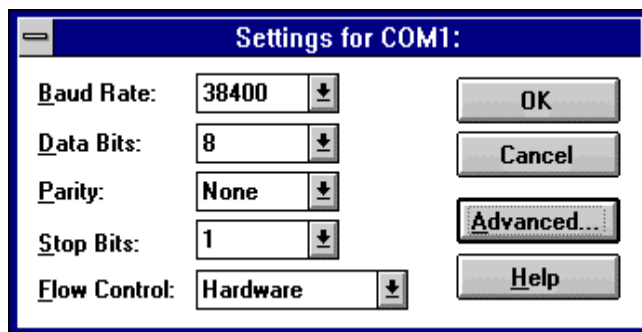 Settings for COM1:
Baud Rate: 38400
OK
Data Bits: 8
Cancel
Parity: None
Advanced...
Stop Bits: 1
Help
Flow Control: Hardware